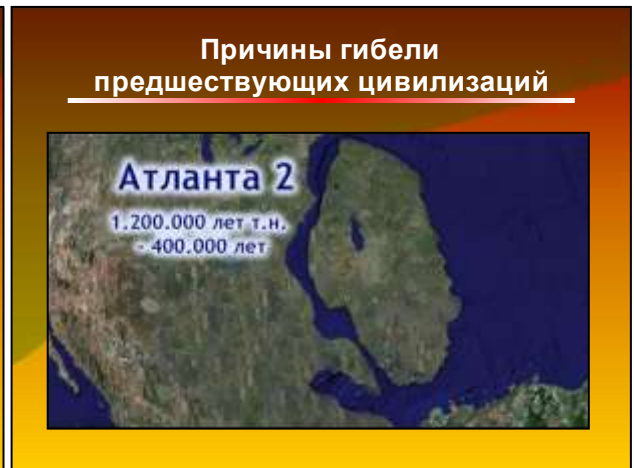 Причины гибели
предшествующих цивилизаций
Атланта 2
1.200.000 лет т.н.
- 400.000 лет